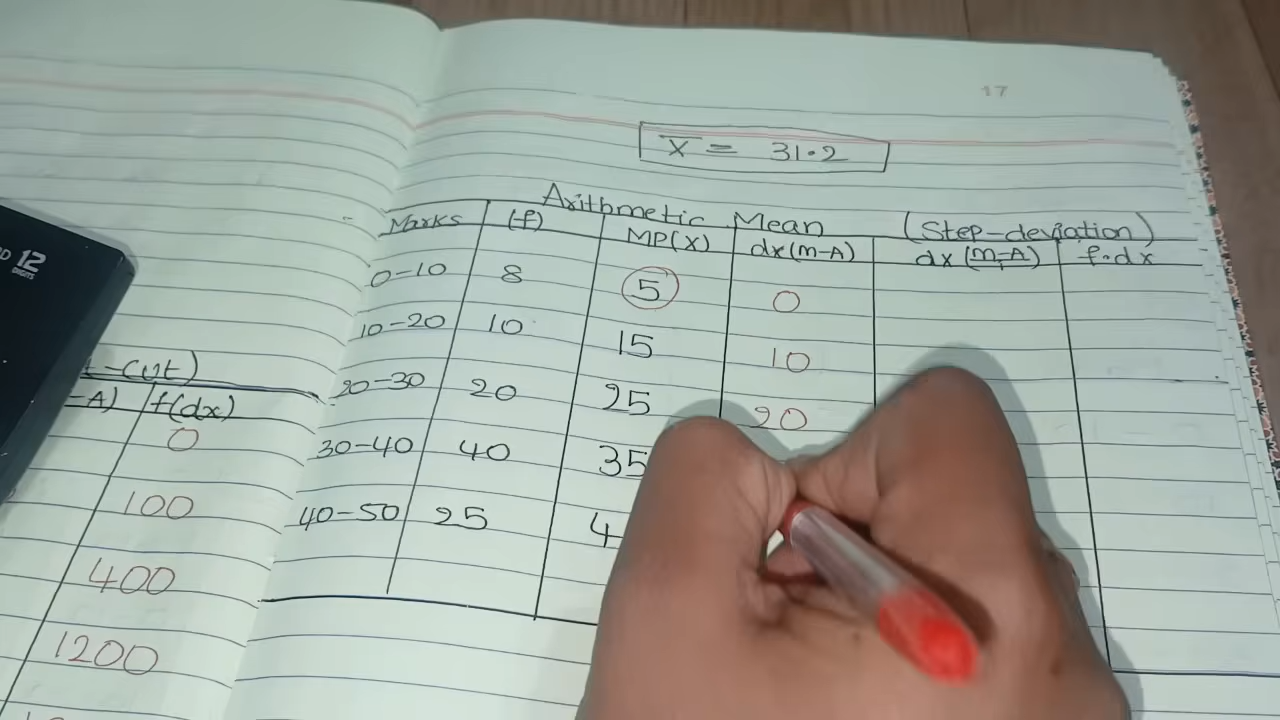 17
X̄ = 31.2
Arithmetic Mean (Step-deviation)
Marks (f) MP(X) dx(m-A) dx(m-A/i) f.dx
0-10 8 5 0
10-20 10 15 10
20-30 20 25 20
30-40 40 35
40-50 25 4
12
DIGITS
t-cut)
-A) f(dx)
0
100
400
1200